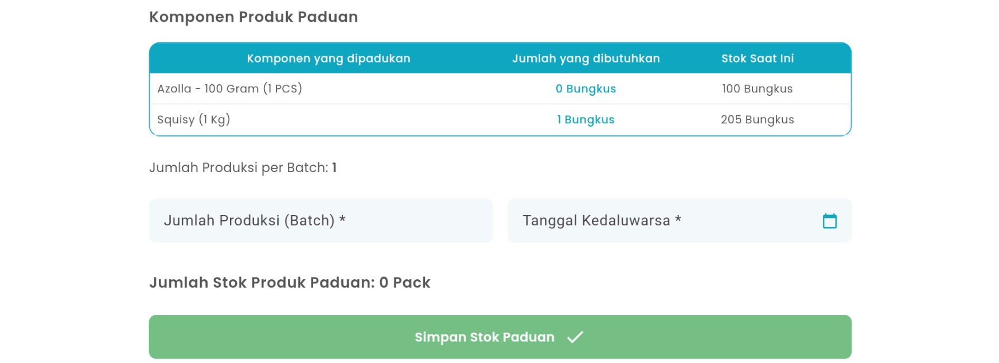 Komponen Produk Paduan
Komponen yang dipadukan Jumlah yang dibutuhkan Stok Saat Ini
Azolla - 100 Gram (1 PCS) 0 Bungkus 100 Bungkus
Squisy (1 Kg) 1 Bungkus 205 Bungkus
Jumlah Produksi per Batch: 1
Jumlah Produksi (Batch) * Tanggal Kedaluwarsa *
Jumlah Stok Produk Paduan: 0 Pack
Simpan Stok Paduan